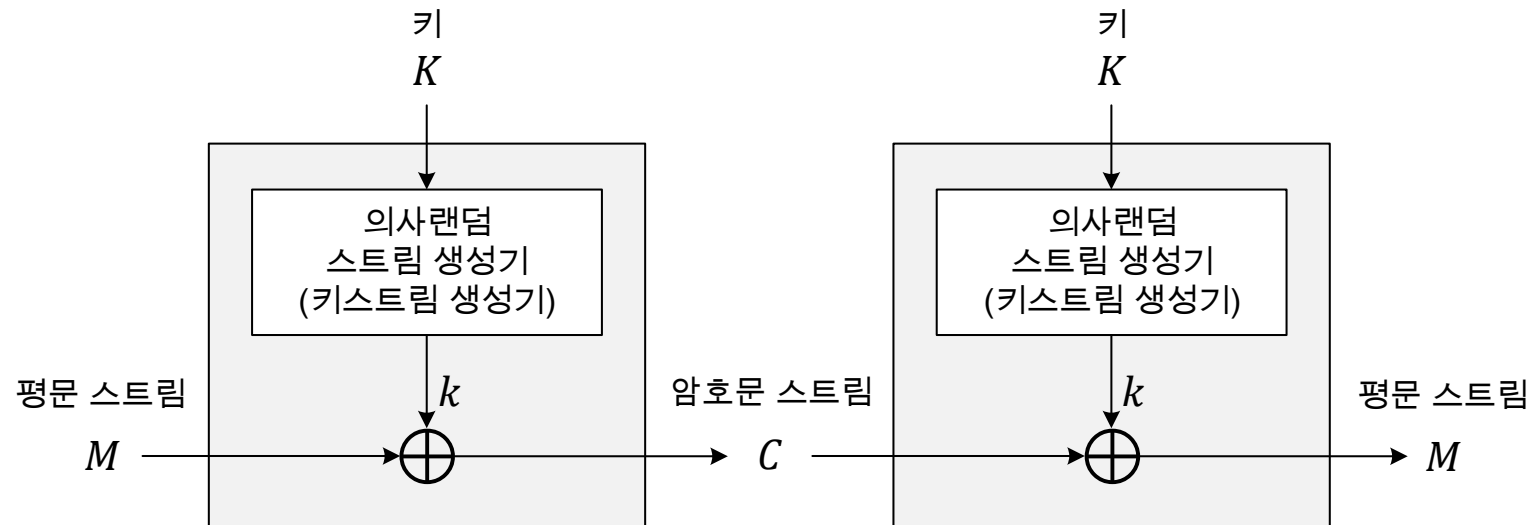 키
K
의사랜덤
스트림 생성기
(키스트림 생성기)
평문 스트림
k
M
암호문 스트림
C
키
K
의사랜덤
스트림 생성기
(키스트림 생성기)
k
평문 스트림
M